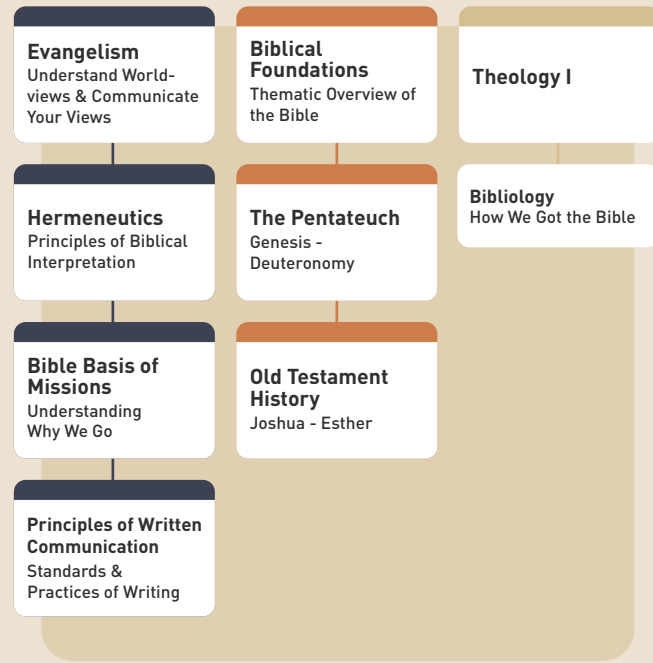 Evangelism
Understand World-
views & Communicate
Your Views
Hermeneutics
Principles of Biblical
Interpretation
Bible Basis of
Missions
Understanding
Why We Go
Principles of Written
Communication
Standards &
Practices of Writing
Biblical
Foundations
Thematic Overview of
the Bible
The Pentateuch
Genesis -
Deuteronomy
Old Testament
History
Joshua - Esther
Theology I
Bibliology
How We Got the Bible